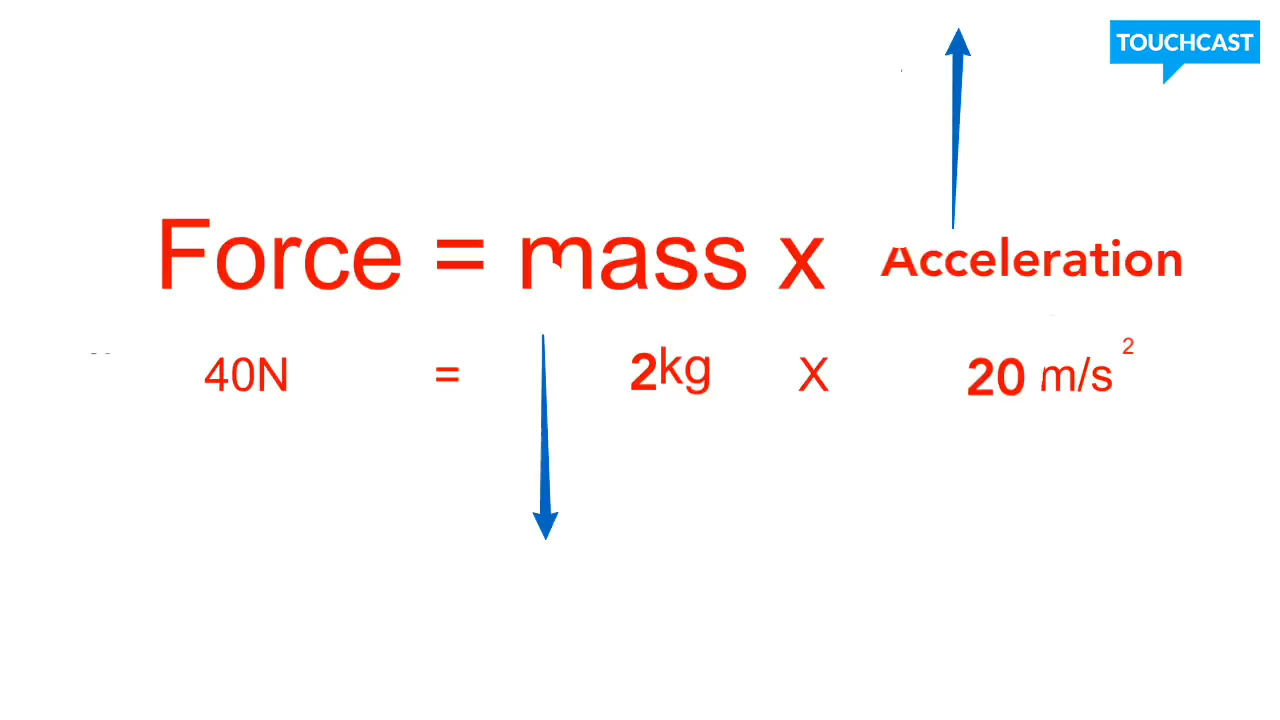 TOUCHCAST
Force = mass x Acceleration
40N = 2kg X 20 m/s²